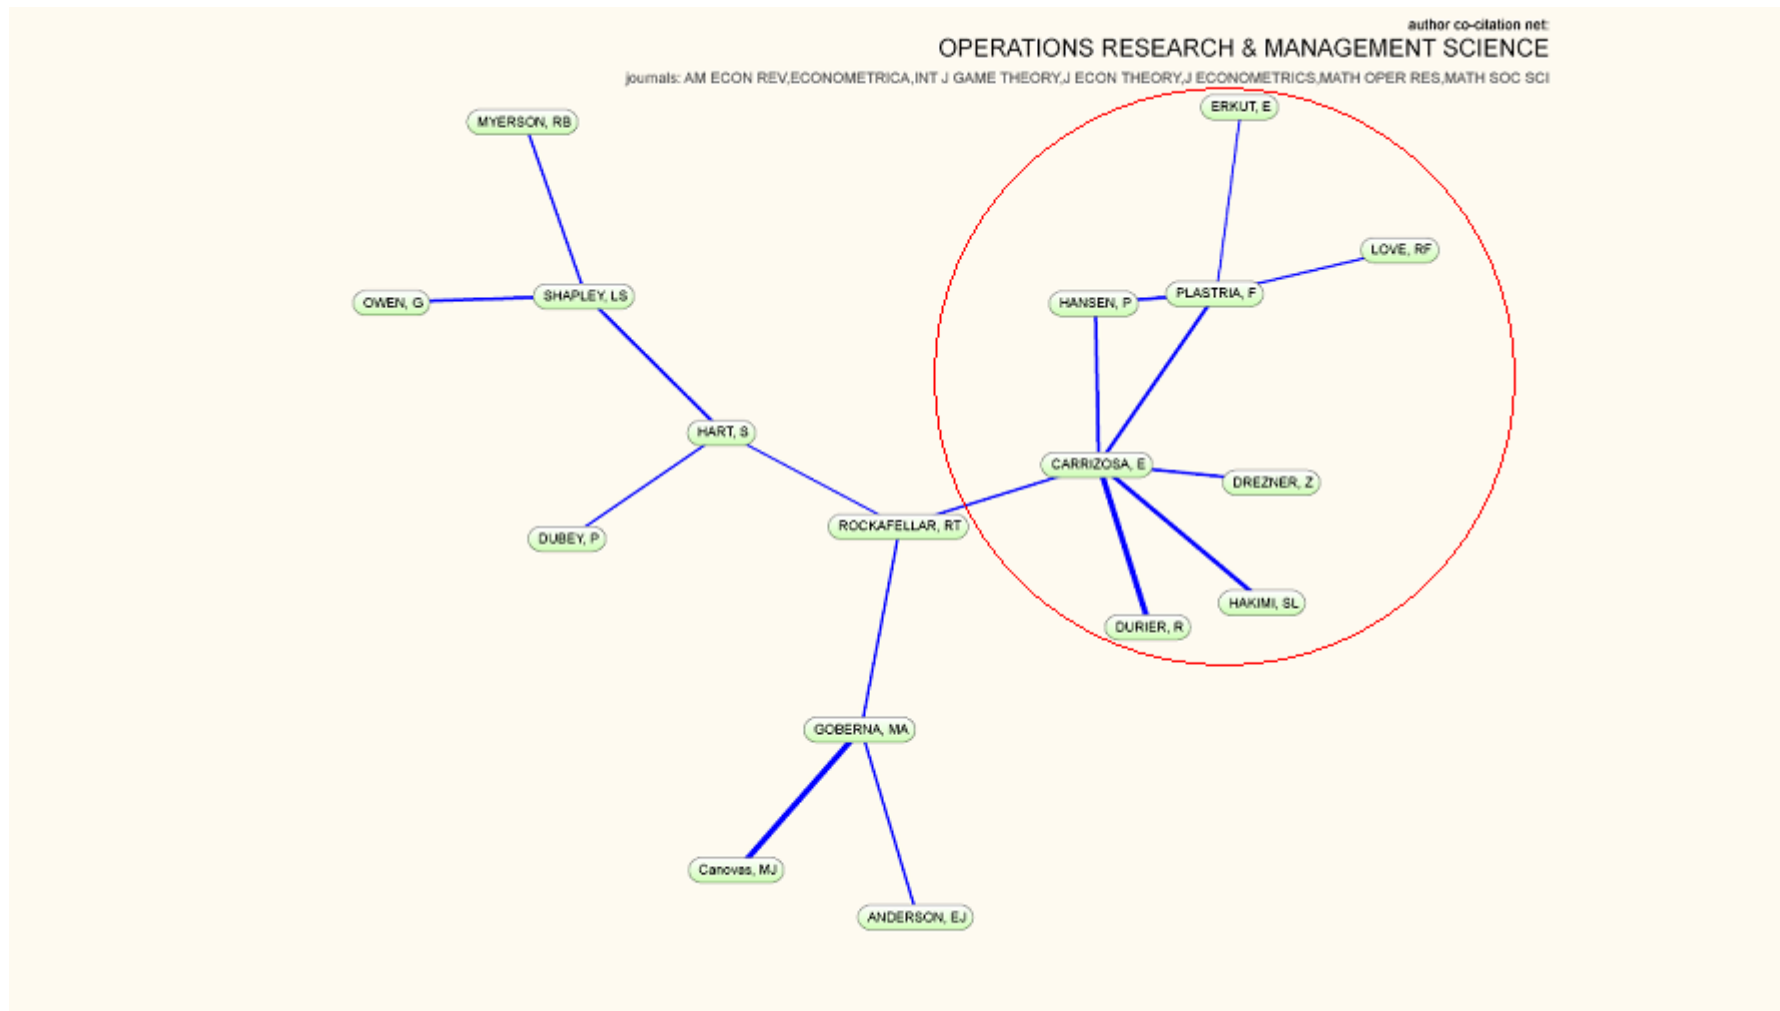 author co-citation net:
OPERATIONS RESEARCH & MANAGEMENT SCIENCE
journals: AM ECON REV,ECONOMETRICA,INT J GAME THEORY,J ECON THEORY,J ECONOMETRICS,MATH OPER RES,MATH SOC SCI
ERKUT, E
MYERSON, RB
LOVE, RF
PLASTRIA, F
SHAPLEY, LS
OWEN, G
HANSEN, P
HART, S
CARRIZOSA, E
DREZNER, Z
ROCKAFELLAR, RT
DUBEY, P
HAKIMI, SL
DURIER, R
GOBERNA, MA
Canovas, MJ
ANDERSON, EJ